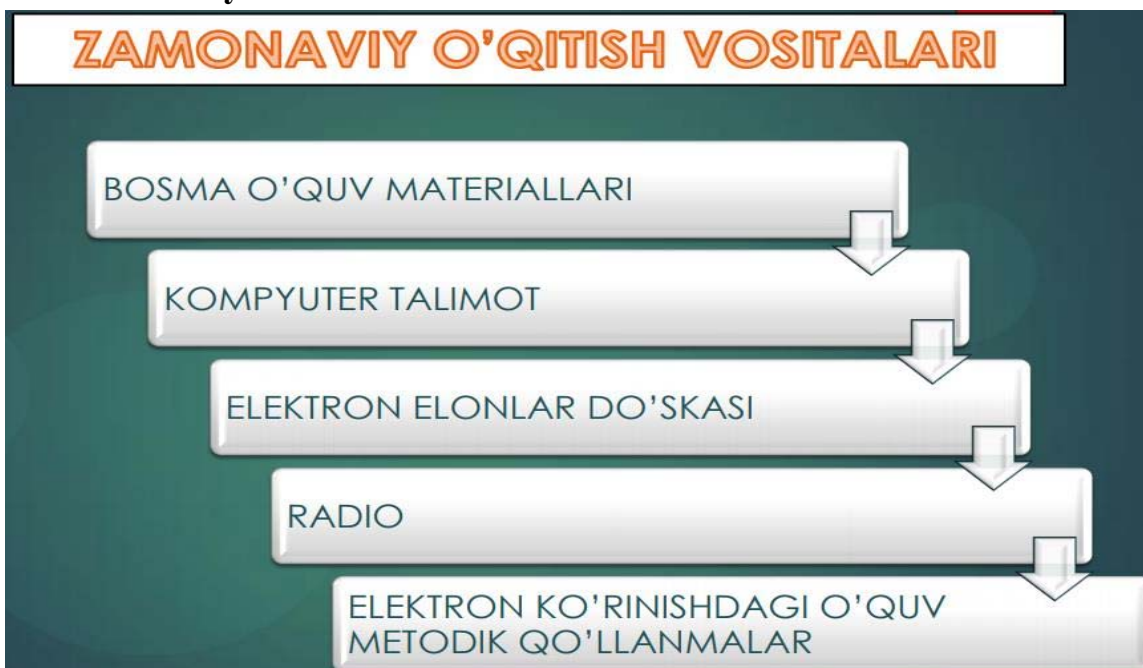 ZAMONAVIY O'QITISH VOSITALARI
BOSMA O'QUV MATERIALLARI
KOMPYUTER TALIMOT
ELEKTRON ELONLAR DO'SKASI
RADIO
ELEKTRON KO'RINISHDAGI O'QUV
METODIK QO'LLANMALAR